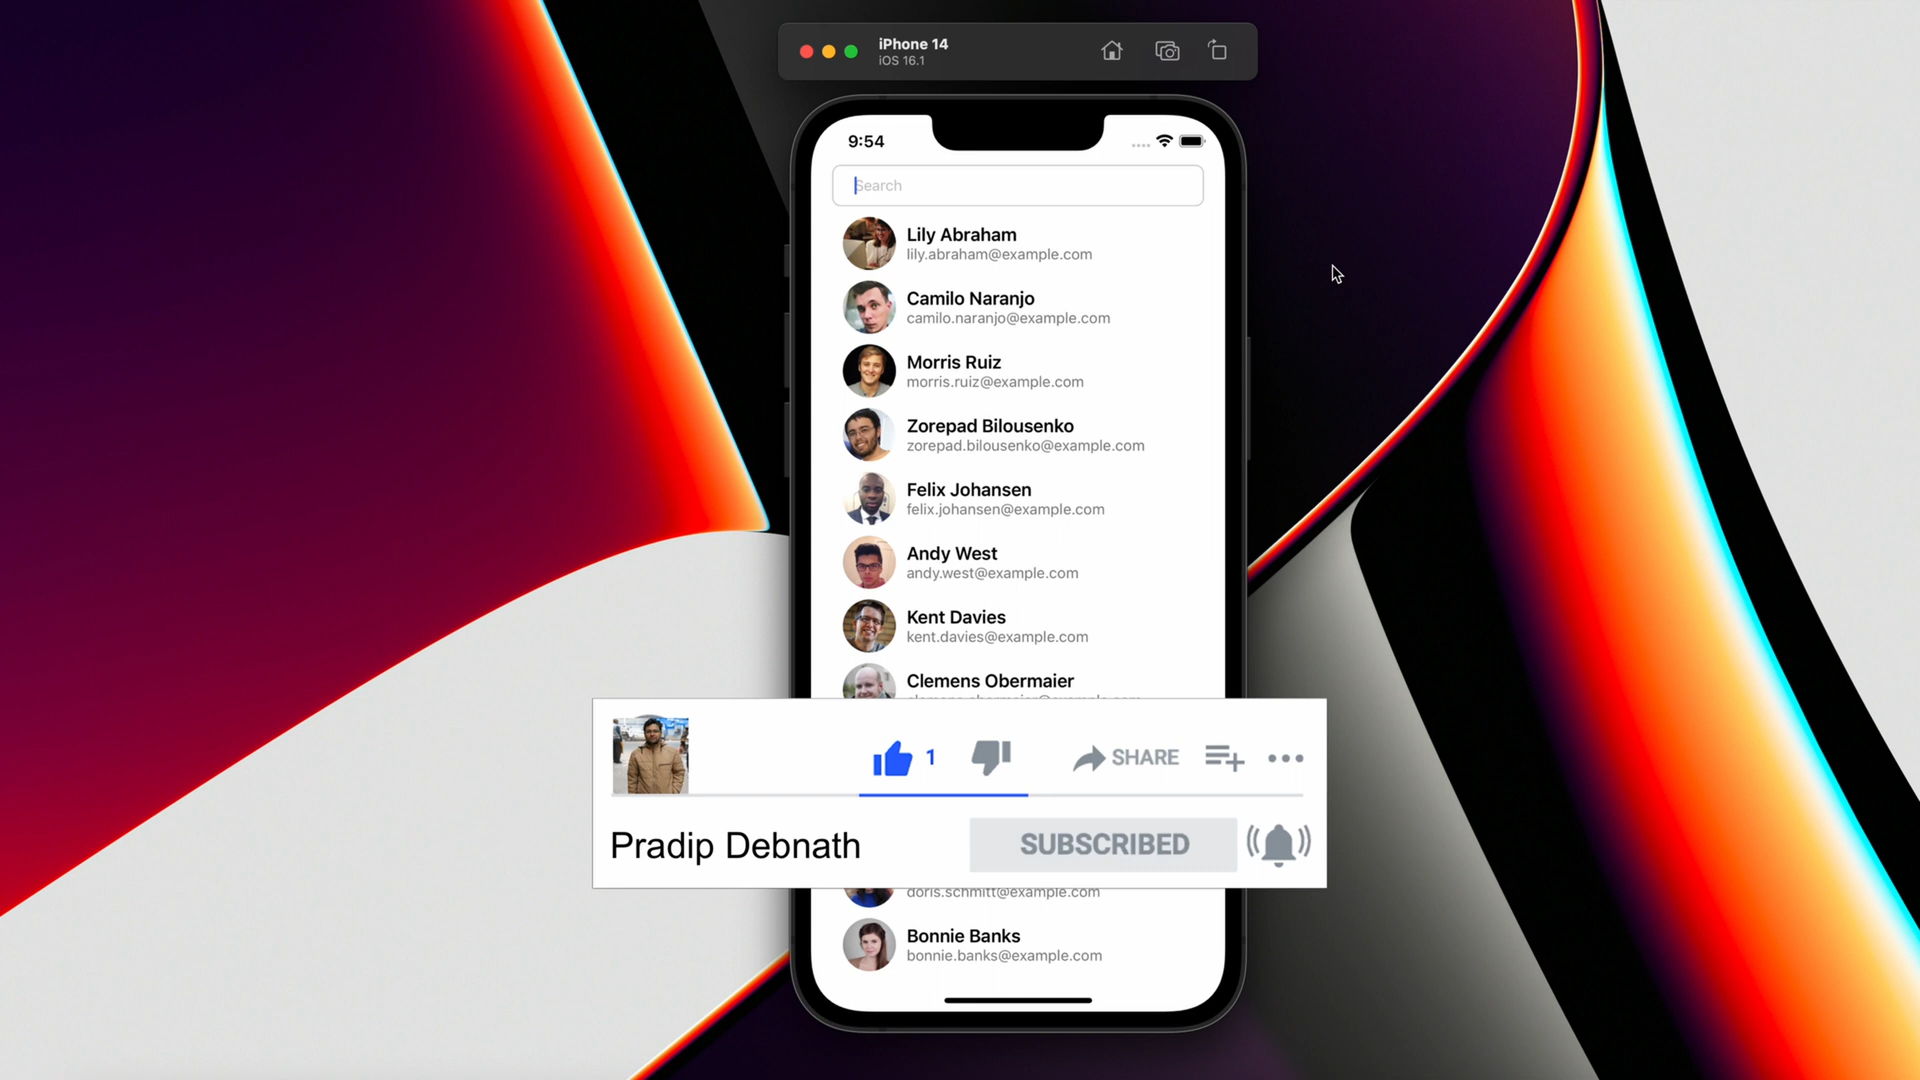 iPhone 14
iOS 16.1
9:54
Search
Lily Abraham
lily.abraham@example.com
Camilo Naranjo
camilo.naranjo@example.com
Morris Ruiz
morris.ruiz@example.com
Zorepad Bilousenko
zorepad.bilousenko@example.com
Felix Johansen
felix.johansen@example.com
Andy West
andy.west@example.com
Kent Davies
kent.davies@example.com
Clemens Obermaier
1
SHARE
Pradip Debnath
SUBSCRIBED
doris.schmitt@example.com
Bonnie Banks
bonnie.banks@example.com